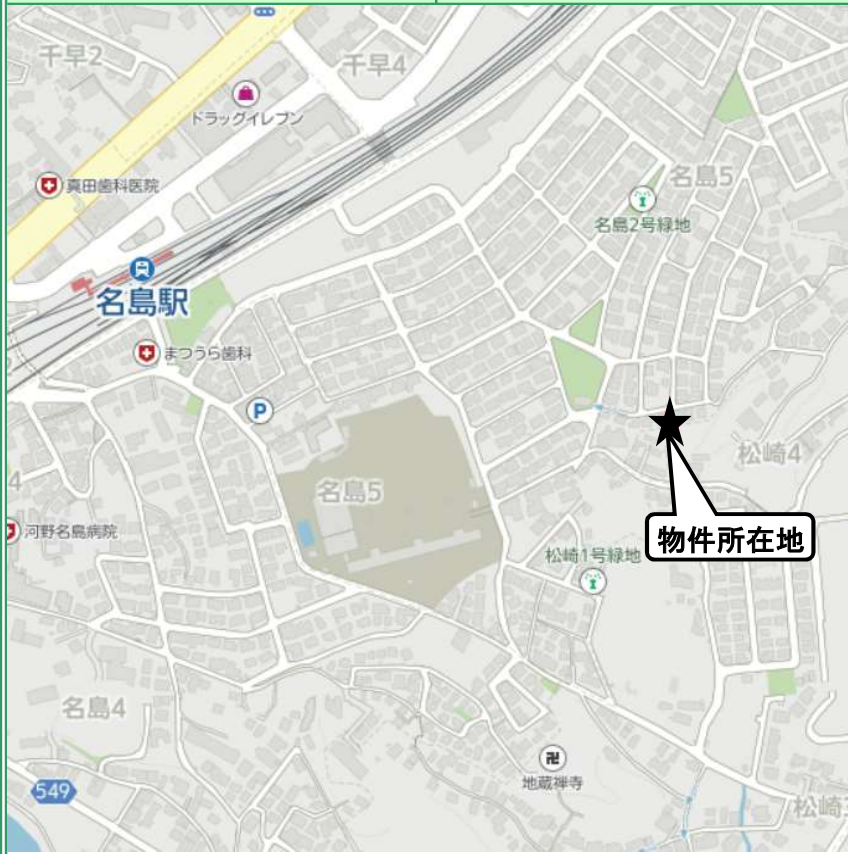 千早2
千早4
ドラッグイレブン
真田歯科医院
名島5
名島2号緑地
名島駅
まつうら歯科
P
松崎4
名島5
4
河野名島病院
物件所在地
松崎1号緑地
名島4
地蔵禅寺
549
松崎3